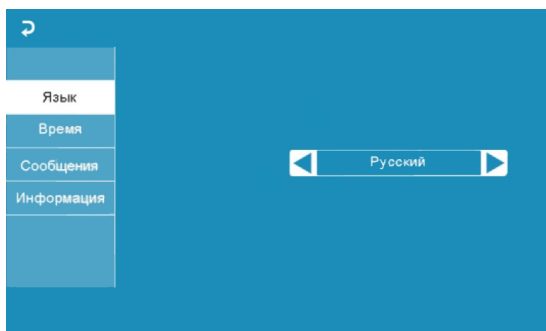 Язык
Время
Русский
Сообщения
Информация